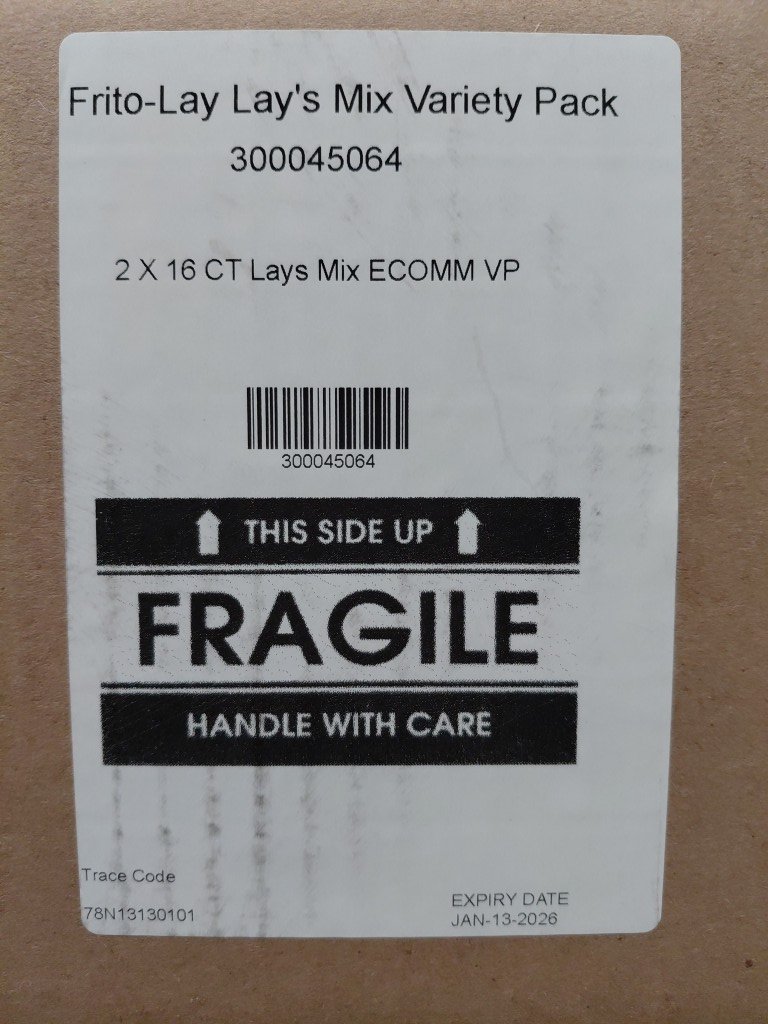 Frito-Lay Lay's Mix Variety Pack
300045064
2 X 16 CT Lays Mix ECOMM VP
300045064
THIS SIDE UP
FRAGILE
HANDLE WITH CARE
Trace Code
78N13130101
EXPIRY DATE
JAN-13-2026